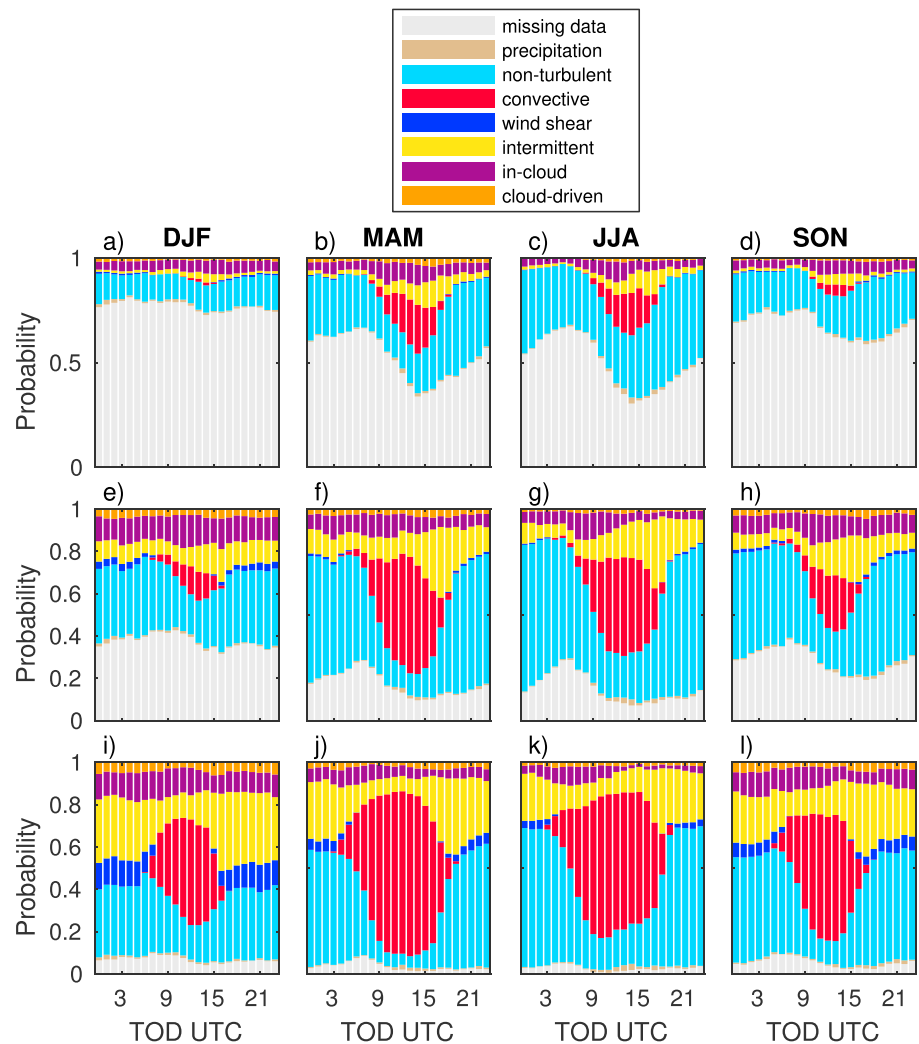 missing data
precipitation
non-turbulent
convective
wind shear
intermittent
in-cloud
cloud-driven
a) DJF b) MAM c) JJA d) SON
1
0.5
0
Probability
e) f) g) h)
1
0.8
0.6
0.4
0.2
0
Probability
i) j) k) l)
1
0.8
0.6
0.4
0.2
0
Probability
3 9 15 21 3 9 15 21 3 9 15 21 3 9 15 21
TOD UTC TOD UTC TOD UTC TOD UTC